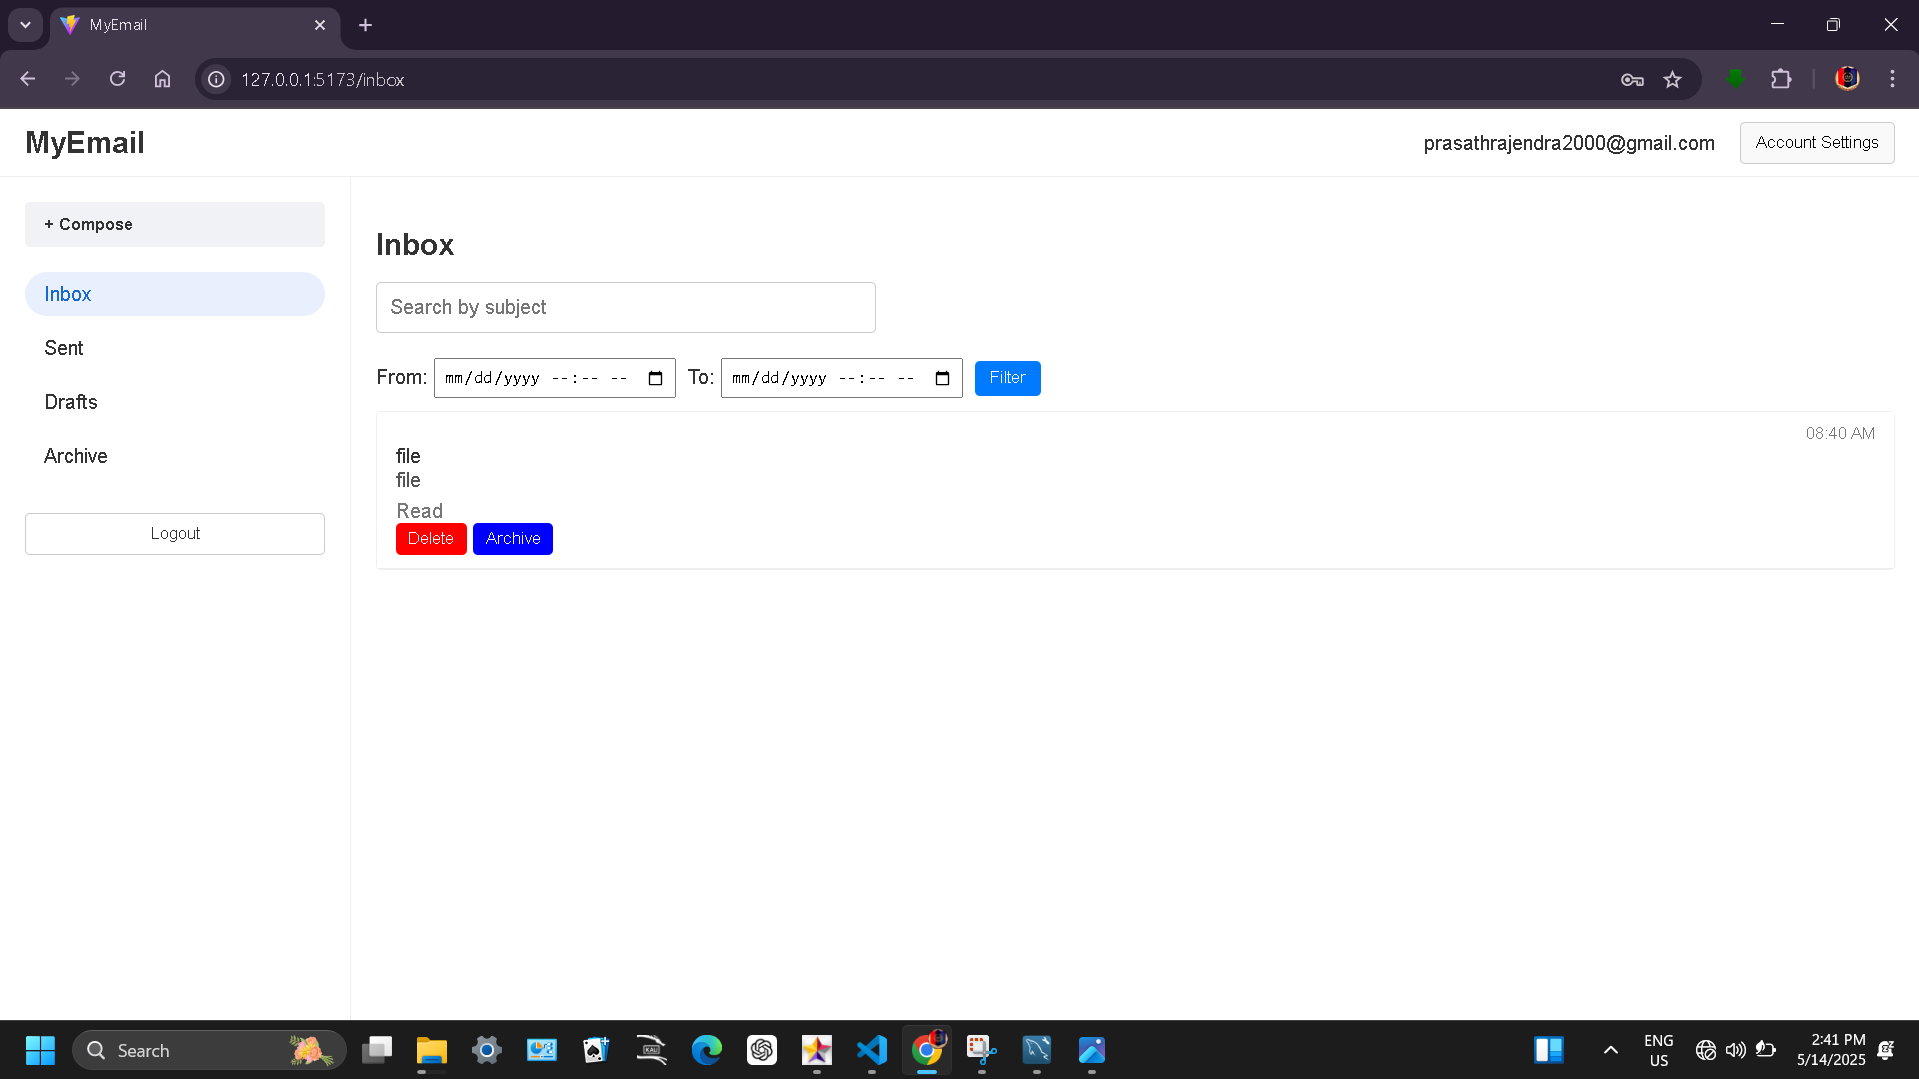 MyEmail
127.0.0.1:5173/inbox
MyEmail
prasathrajendra2000@gmail.com
Account Settings
+ Compose
Inbox
Sent
Drafts
Archive
Logout
Inbox
Search by subject
From: mm/dd/yyyy --:-- -- To: mm/dd/yyyy --:-- -- Filter
08:40 AM
file
file
Read
Delete Archive
Search
KALI
ENG
US
2:41 PM
5/14/2025